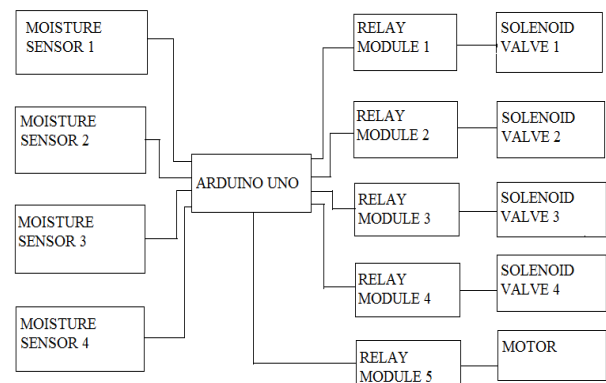 MOISTURE
SENSOR 1
MOISTURE
SENSOR 2
MOISTURE
SENSOR 3
MOISTURE
SENSOR 4
ARDUINO UNO
RELAY
MODULE 1
RELAY
MODULE 2
RELAY
MODULE 3
RELAY
MODULE 4
RELAY
MODULE 5
SOLENOID
VALVE 1
SOLENOID
VALVE 2
SOLENOID
VALVE 3
SOLENOID
VALVE 4
MOTOR